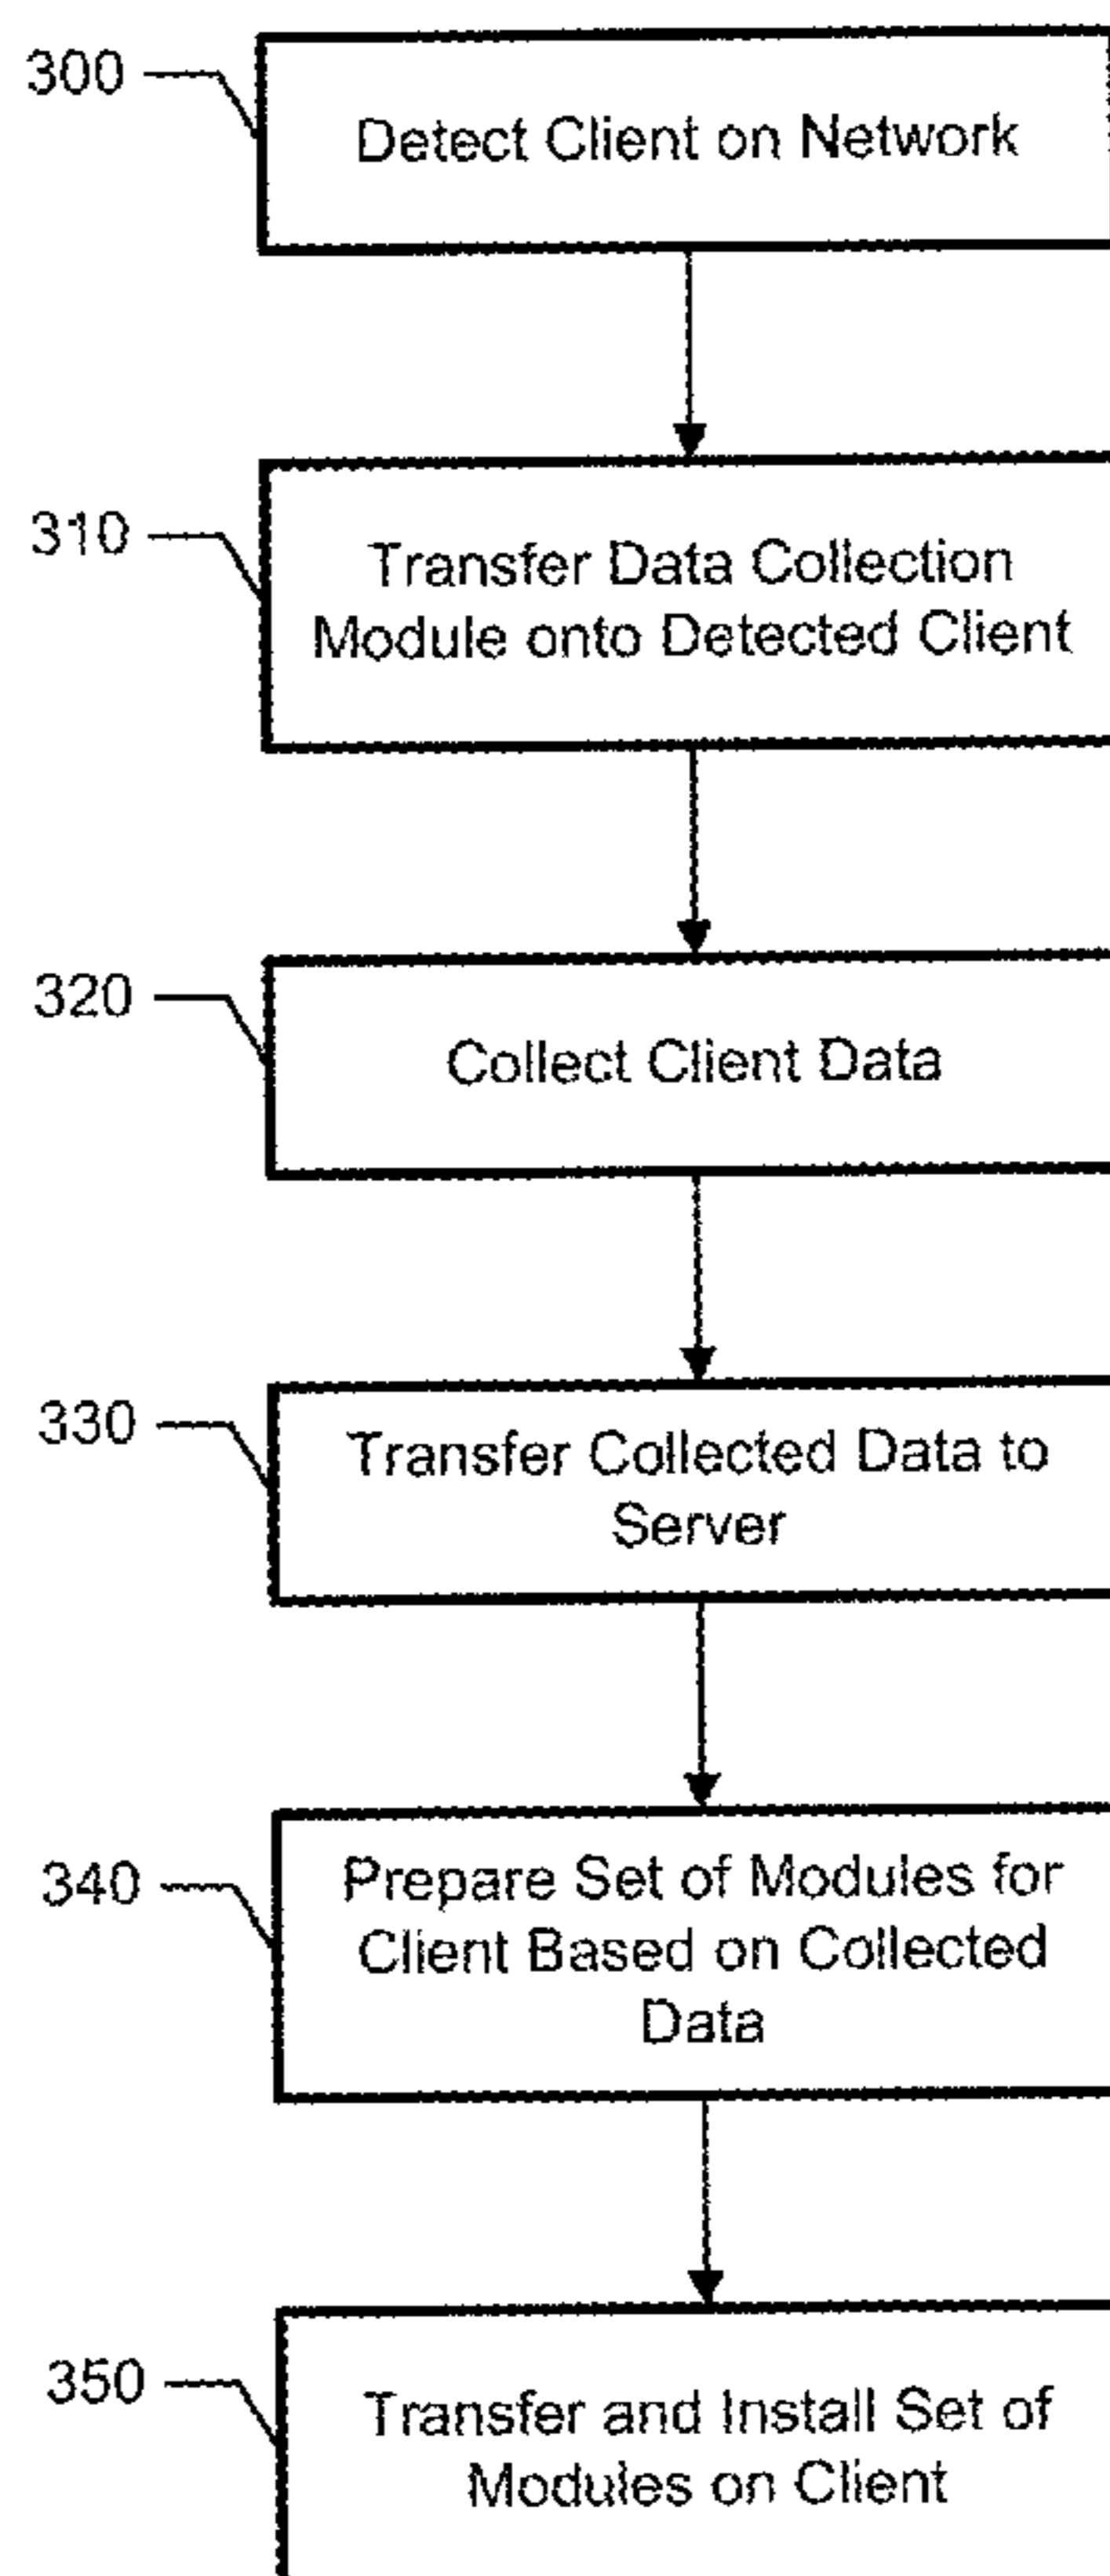 300
Detect Client on Network
310
Transfer Data Collection
Module onto Detected Client
320
Collect Client Data
330
Transfer Collected Data to
Server
340
Prepare Set of Modules for
Client Based on Collected
Data
350
Transfer and Install Set of
Modules on Client